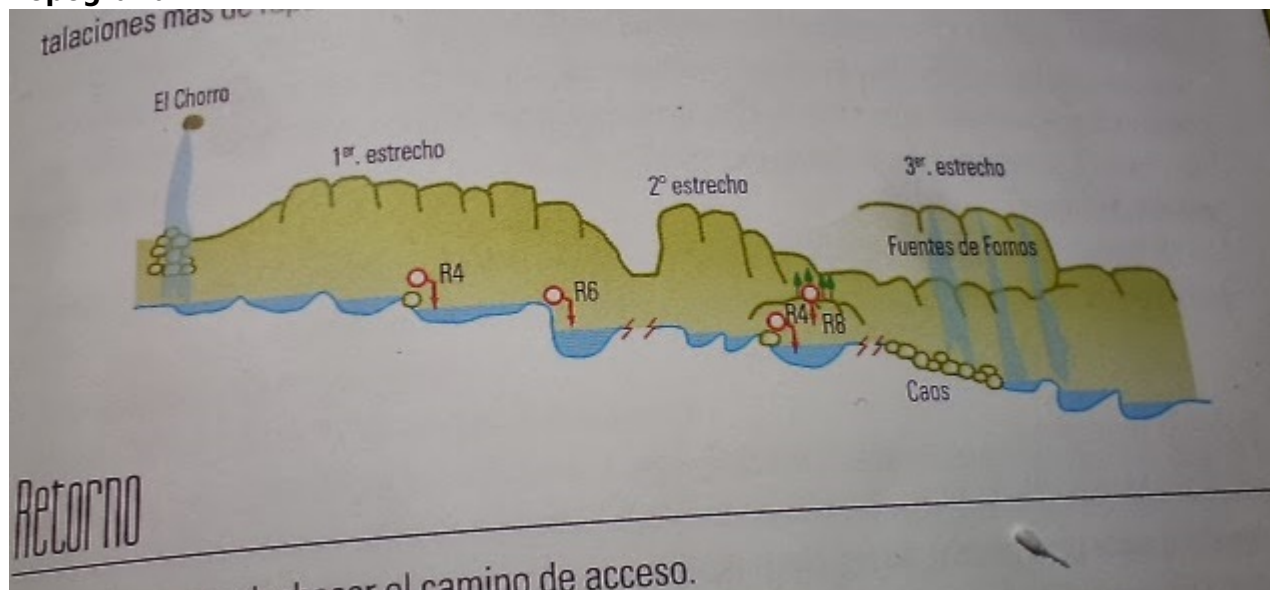 talaciones más de
El Chorro
1er. estrecho
2º estrecho
3er. estrecho
Fuentes de Fornos
R4
R6
R4
R8
Caos
Retorno
el camino de acceso.